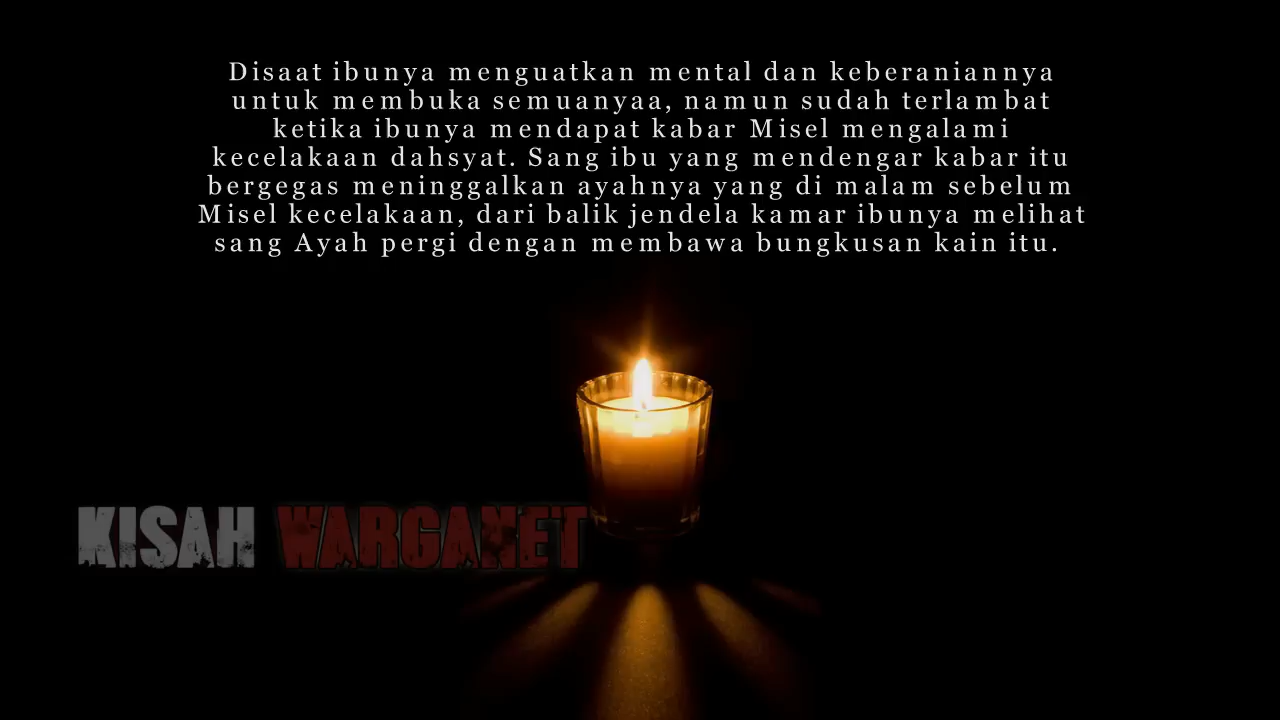 Disaat ibunya menguatkan mental dan keberaniannya
untuk membuka semuanyaa, namun sudah terlambat
ketika ibunya mendapat kabar Misel mengalami
kecelakaan dahsyat. Sang ibu yang mendengar kabar itu
bergegas meninggalkan ayahnya yang di malam sebelum
Misel kecelakaan, dari balik jendela kamar ibunya melihat
sang Ayah pergi dengan membawa bungkusan kain itu.
KISAH WARGANET